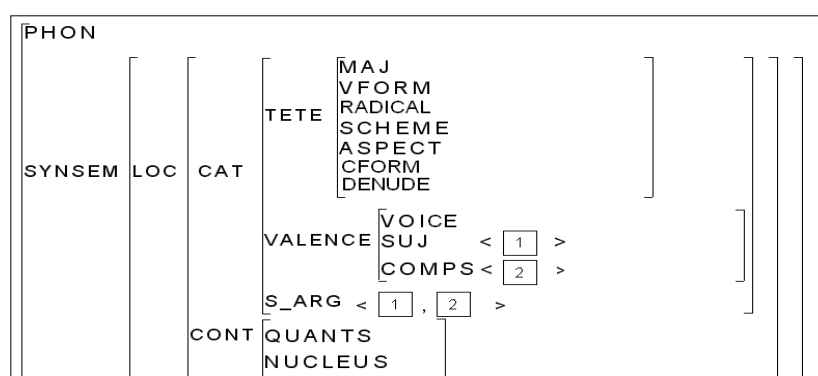 PHON
MAJ
VFORM
TETE RADICAL
SCHEME
ASPECT
SYNSEM LOC CAT CFORM
DENUDE
VOICE
VALENCE SUJ < 1 >
COMPS < 2 >
S_ARG < 1 , 2 >
CONT QUANTS
NUCLEUS